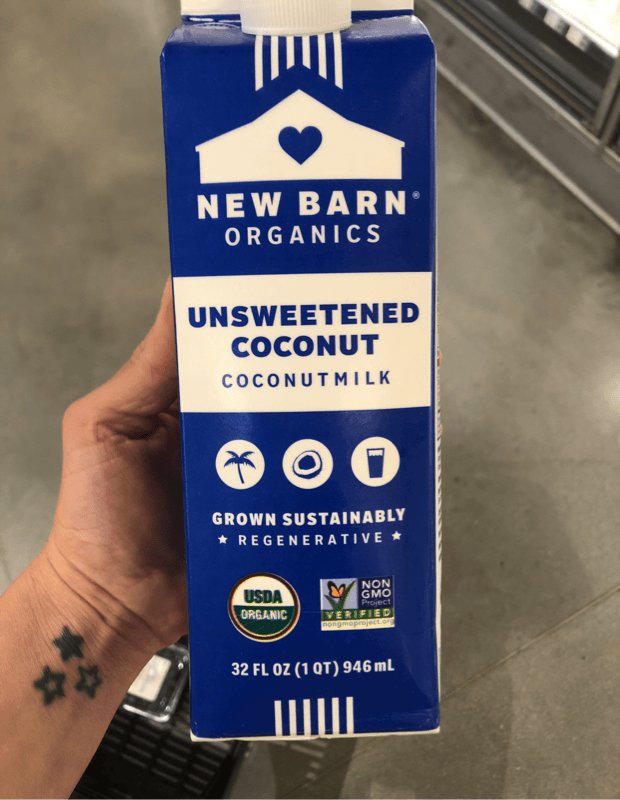 NEW BARN®
ORGANICS
UNSWEETENED
COCONUT
COCONUTMILK
GROWN SUSTAINABLY
★ REGENERATIVE ★
USDA
ORGANIC
NON
GMO
Project
VERIFIED
nongmoproject.org
32 FL OZ (1 QT) 946 mL